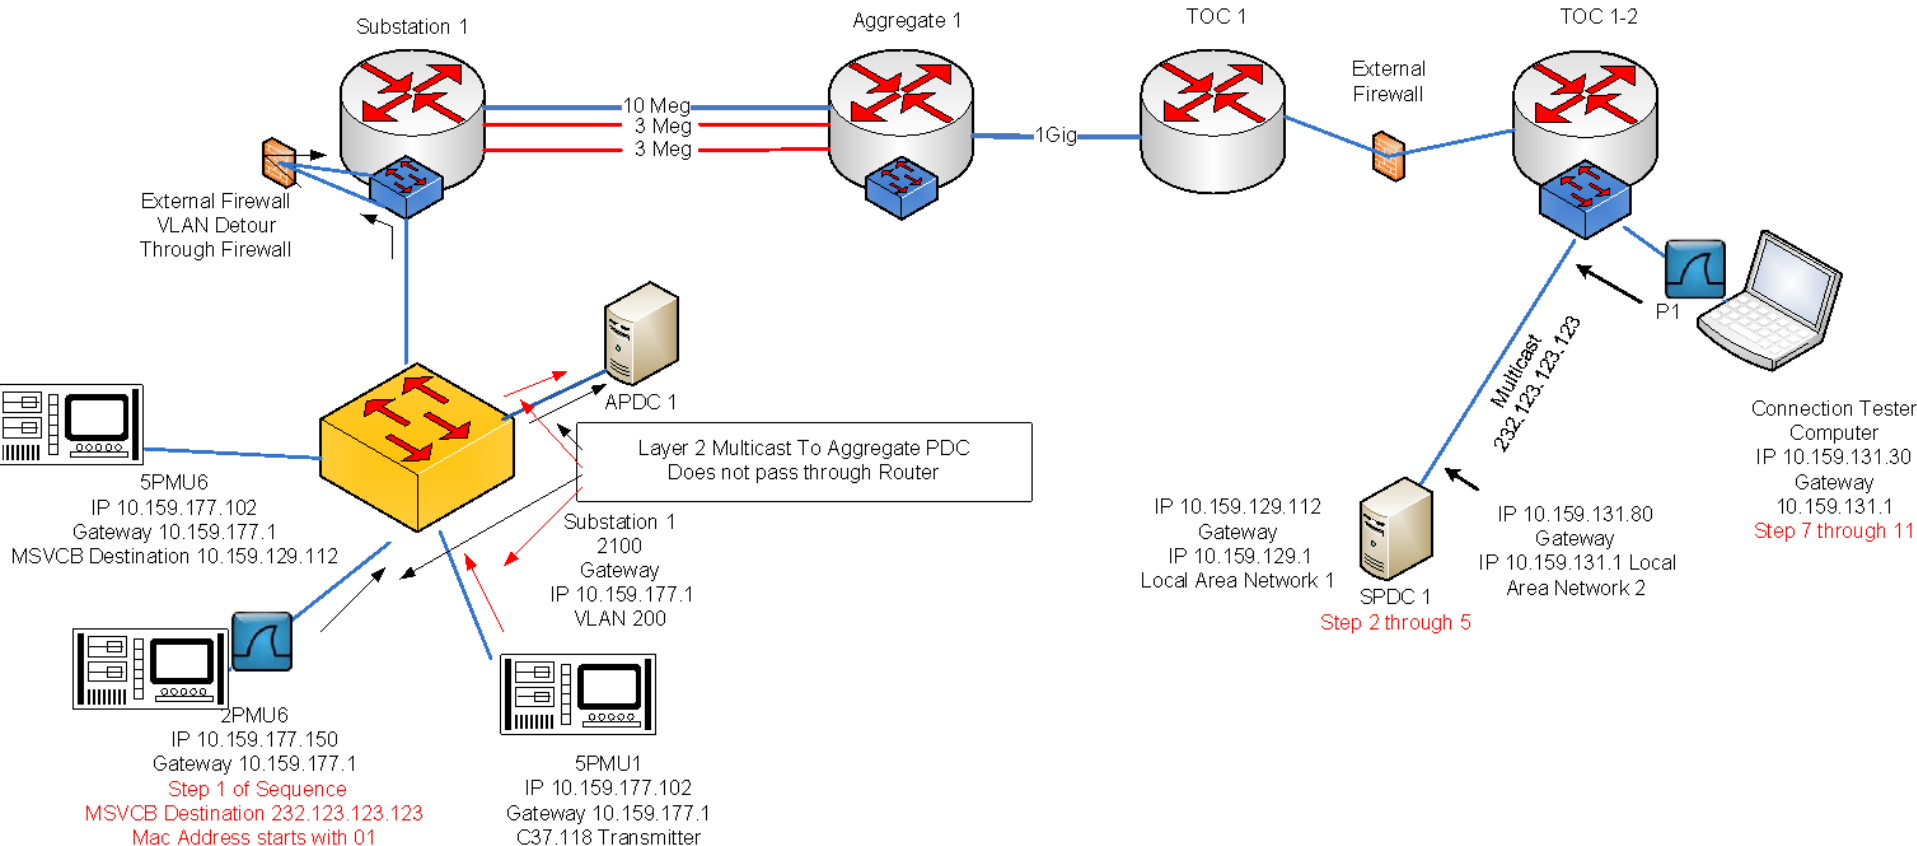 Substation 1
Aggregate 1
TOC 1
TOC 1-2
External
Firewall
10 Meg
3 Meg
3 Meg
1Gig
External Firewall
VLAN Detour
Through Firewall
P1
Multicast
232.123.123.123
APDC 1
Connection Tester
Computer
IP 10.159.131.30
Gateway
10.159.131.1
Step 7 through 11
Layer 2 Multicast To Aggregate PDC
Does not pass through Router
5PMU6
IP 10.159.177.102
Gateway 10.159.177.1
MSVCB Destination 10.159.129.112
Substation 1
2100
Gateway
IP 10.159.177.1
VLAN 200
IP 10.159.129.112
Gateway
IP 10.159.129.1
Local Area Network 1
IP 10.159.131.80
Gateway
IP 10.159.131.1 Local
Area Network 2
SPDC 1
Step 2 through 5
2PMU6
IP 10.159.177.150
Gateway 10.159.177.1
Step 1 of Sequence
MSVCB Destination 232.123.123.123
Mac Address starts with 01
5PMU1
IP 10.159.177.102
Gateway 10.159.177.1
C37.118 Transmitter